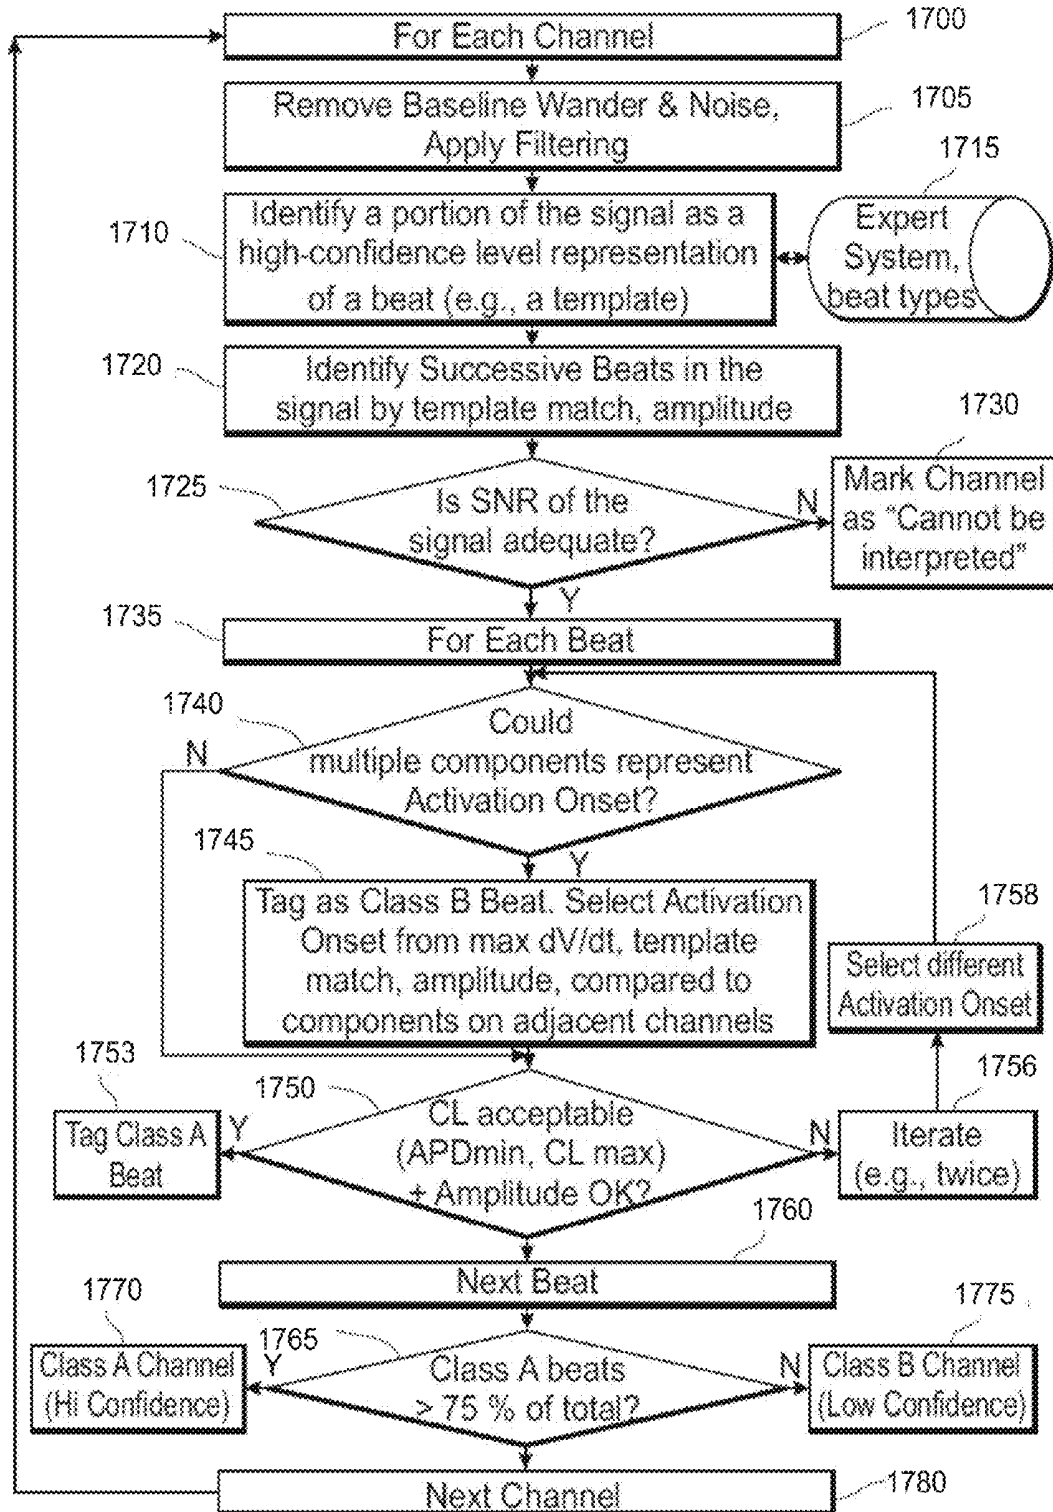 1700
For Each Channel
1705
Remove Baseline Wander & Noise,
Apply Filtering
1715
1710
Identify a portion of the signal as a
high-confidence level representation
of a beat (e.g., a template)
Expert
System,
beat types
1720
Identify Successive Beats in the
signal by template match, amplitude
1730
1725
Is SNR of the
signal adequate?
N
Mark Channel
as “Cannot be
interpreted”
Y
1735
For Each Beat
1740
N
Could
multiple components represent
Activation Onset?
1745
Y
Tag as Class B Beat. Select Activation
Onset from max dV/dt, template
match, amplitude, compared to
components on adjacent channels
1758
Select different
Activation Onset
1753
1750
1756
Tag Class A
Beat
Y
CL acceptable
(APDmin, CL max)
+ Amplitude OK?
N
Iterate
(e.g., twice)
1760
Next Beat
1770
1765
1775
Class A Channel
(Hi Confidence)
Y
Class A beats
> 75 % of total?
N
Class B Channel
(Low Confidence)
Next Channel
1780